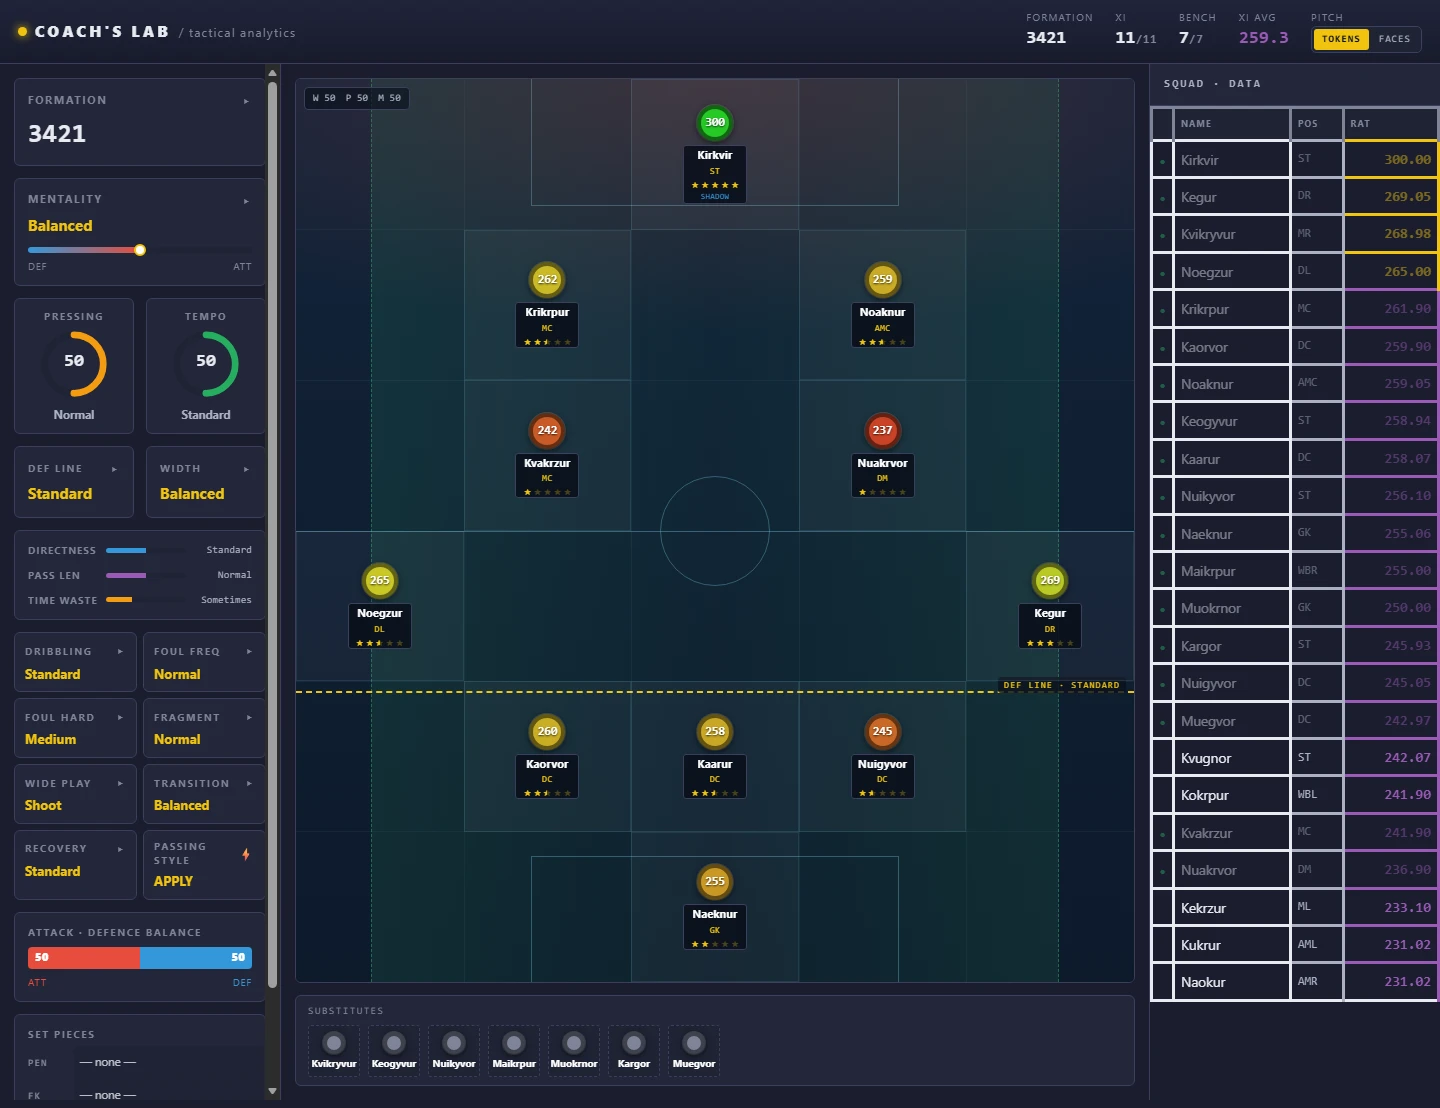 COACH'S LAB / tactical analytics
FORMATION
3421
XI
11/11
BENCH
7/7
XI AVG
259.3
PITCH
TOKENS FACES
FORMATION
3421
MENTALITY
Balanced
DEF ATT
PRESSING
50
Normal
TEMPO
50
Standard
DEF LINE
Standard
WIDTH
Balanced
DIRECTNESS Standard
PASS LEN Normal
TIME WASTE Sometimes
DRIBBLING
Standard
FOUL FREQ
Normal
FOUL HARD
Medium
FRAGMENT
Normal
WIDE PLAY
Shoot
TRANSITION
Balanced
RECOVERY
Standard
PASSING STYLE
APPLY
ATTACK · DEFENCE BALANCE
50 50
ATT DEF
SET PIECES
PEN — none —
FK — none —
W 50 P 50 M 50
300
Kirkvir
ST
★★★★★
SHADOW
262
Krikrpur
MC
259
Noaknur
AMC
242
Kvakrzur
MC
237
Nuakrvor
DM
265
Noegzur
DL
269
Kegur
DR
DEF LINE · STANDARD
260
Kaorvor
DC
258
Kaarur
DC
245
Nuigyvor
DC
255
Naeknur
GK
SUBSTITUTES
Kvikryvur Keogyvur Nuikyvor Maikrpur Muokrnor Kargor Muegvor
SQUAD · DATA
NAME POS RAT
Kirkvir ST 300.00
Kegur DR 269.05
Kvikryvur MR 268.98
Noegzur DL 265.00
Krikrpur MC 261.90
Kaorvor DC 259.90
Noaknur AMC 259.05
Keogyvur ST 258.94
Kaarur DC 258.07
Nuikyvor ST 256.10
Naeknur GK 255.06
Maikrpur WBR 255.00
Muokrnor GK 250.00
Kargor ST 245.93
Nuigyvor DC 245.05
Muegvor DC 242.97
Kvugnor ST 242.07
Kokrpur WBL 241.90
Kvakrzur MC 241.90
Nuakrvor DM 236.90
Kekrzur ML 233.10
Kukrur AML 231.02
Naokur AMR 231.02